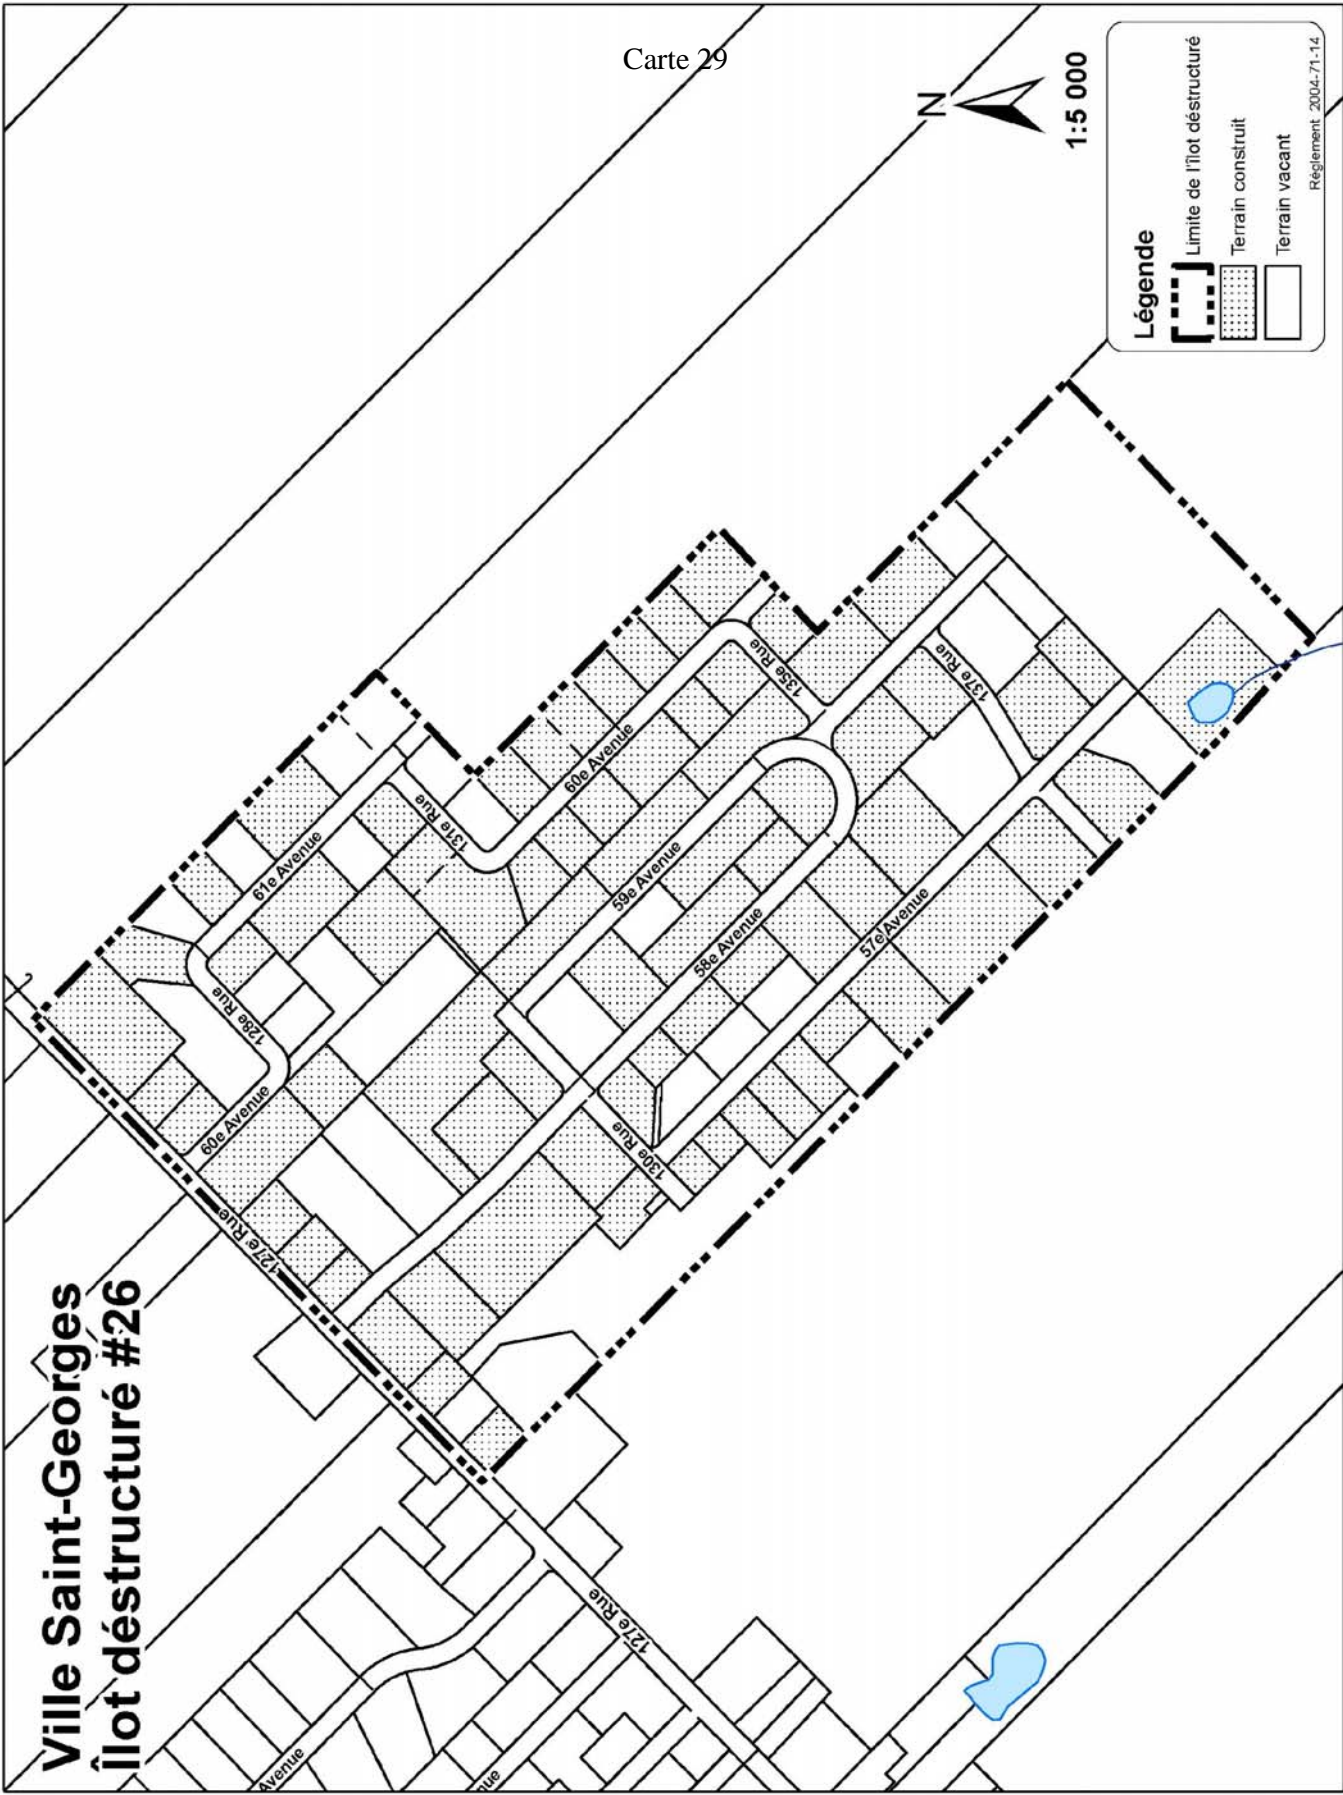 Carte 29
Ville Saint-Georges
Îlot déstructuré #26
N
1:5 000
Légende
Limite de l'îlot déstructuré
Terrain construit
Terrain vacant
Règlement 2004-71-14
61e Avenue
128e Rue
60e Avenue
131e Rue
60e Avenue
135e Rue
137e Rue
59e Avenue
58e Avenue
57e Avenue
130e Rue
127e Rue
127e Rue
Avenue